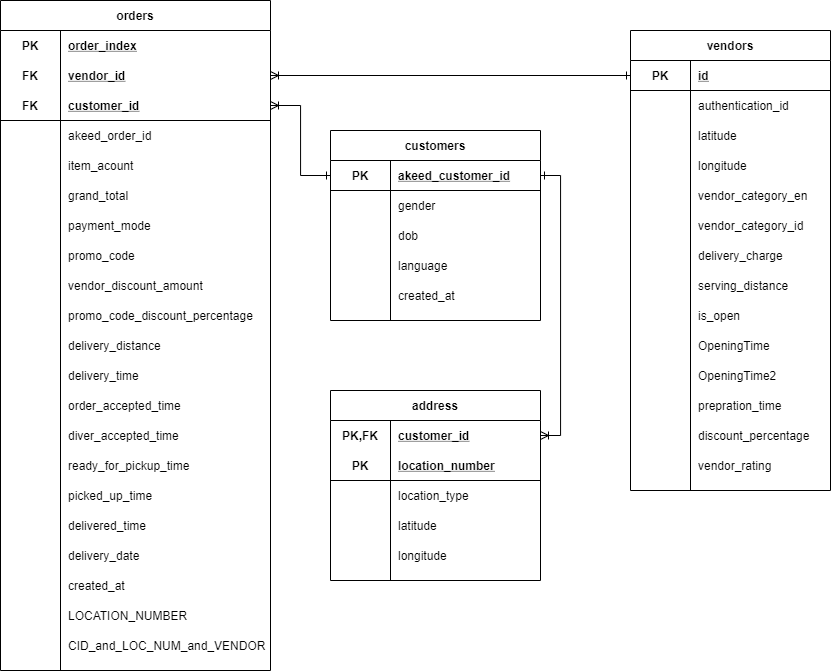 orders
PK order_index
FK vendor_id
FK customer_id
akeed_order_id
item_acount
grand_total
payment_mode
promo_code
vendor_discount_amount
promo_code_discount_percentage
delivery_distance
delivery_time
order_accepted_time
diver_accepted_time
ready_for_pickup_time
picked_up_time
delivered_time
delivery_date
created_at
LOCATION_NUMBER
CID_and_LOC_NUM_and_VENDOR
customers
PK akeed_customer_id
gender
dob
language
created_at
address
PK,FK customer_id
PK location_number
location_type
latitude
longitude
vendors
PK id
authentication_id
latitude
longitude
vendor_category_en
vendor_category_id
delivery_charge
serving_distance
is_open
OpeningTime
OpeningTime2
prepration_time
discount_percentage
vendor_rating